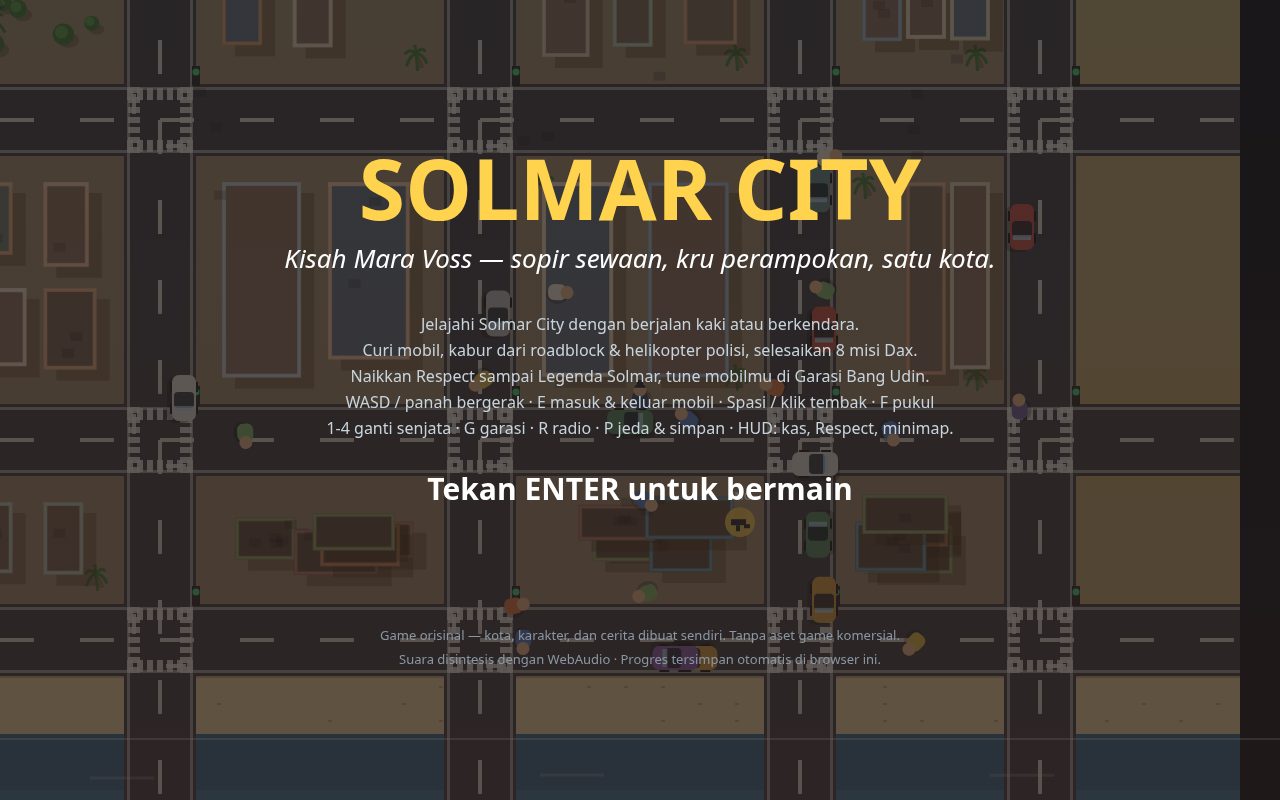 SOLMAR CITY
Kisah Mara Voss — sopir sewaan, kru perampokan, satu kota.
Jelajahi Solmar City dengan berjalan kaki atau berkendara.
Curi mobil, kabur dari roadblock & helikopter polisi, selesaikan 8 misi Dax.
Naikkan Respect sampai Legenda Solmar, tune mobilmu di Garasi Bang Udin.
WASD / panah bergerak · E masuk & keluar mobil · Spasi / klik tembak · F pukul
1-4 ganti senjata · G garasi · R radio · P jeda & simpan · HUD: kas, Respect, minimap.
Tekan ENTER untuk bermain
Game orisinal — kota, karakter, dan cerita dibuat sendiri. Tanpa aset game komersial.
Suara disintesis dengan WebAudio · Progres tersimpan otomatis di browser ini.